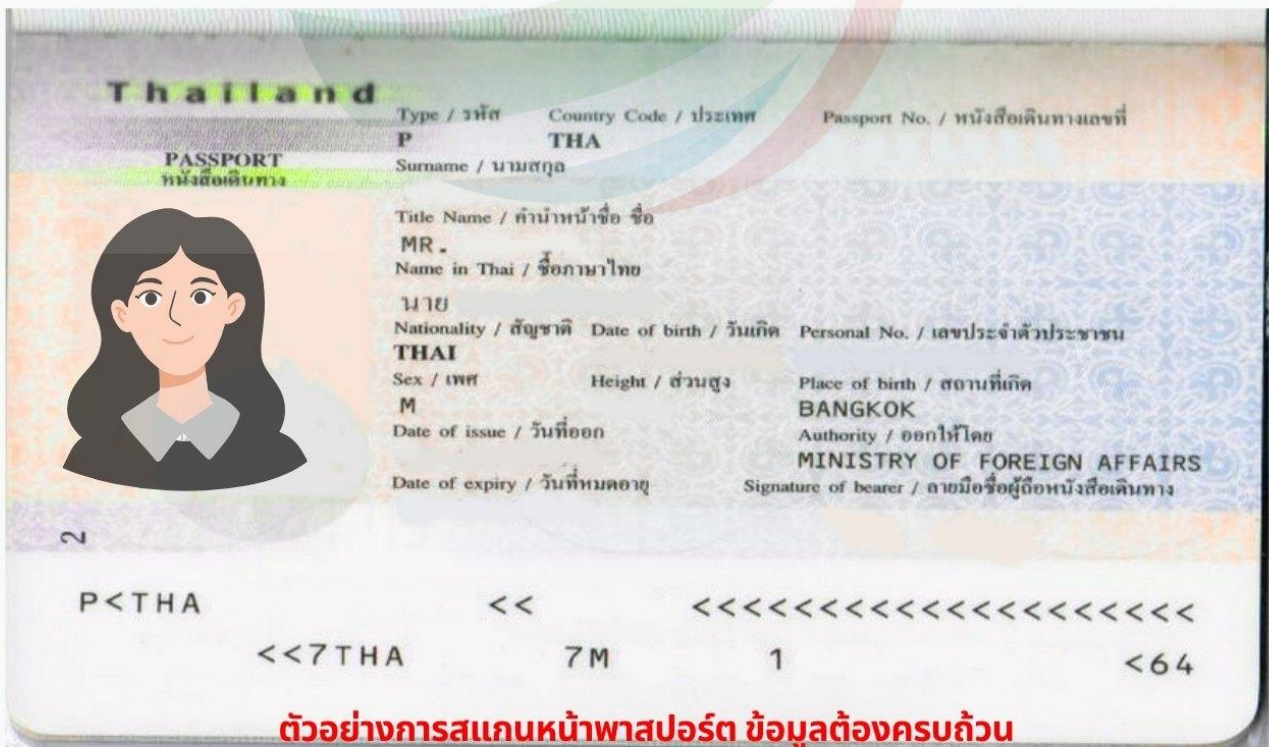 Thailand
PASSPORT
หนังสือเดินทาง
Type / รหัส Country Code / ประเทศ Passport No. / หนังสือเดินทางเลขที่
P THA
Surname / นามสกุล
Title Name / คำนำหน้าชื่อ ชื่อ
MR.
Name in Thai / ชื่อภาษาไทย
นาย
Nationality / สัญชาติ Date of birth / วันเกิด Personal No. / เลขประจำตัวประชาชน
THAI
Sex / เพศ Height / ส่วนสูง Place of birth / สถานที่เกิด
M BANGKOK
Date of issue / วันที่ออก Authority / ออกให้โดย
MINISTRY OF FOREIGN AFFAIRS
Date of expiry / วันที่หมดอายุ Signature of bearer / ลายมือชื่อผู้ถือหนังสือเดินทาง
2
P<THA << <<<<<<<<<<<<<<<<<<<<
<<7THA 7M 1 <64
ตัวอย่างการสแกนหน้าพาสปอร์ต ข้อมูลต้องครบถ้วน